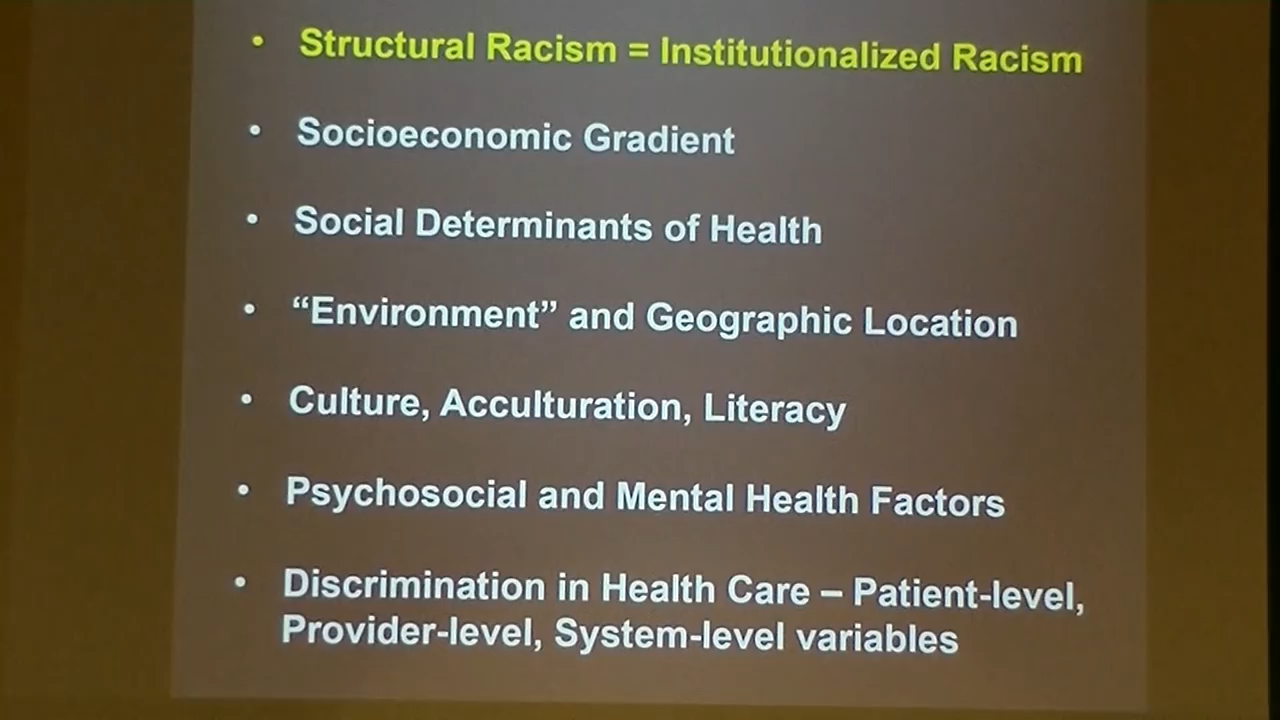 • Structural Racism = Institutionalized Racism
• Socioeconomic Gradient
• Social Determinants of Health
• “Environment” and Geographic Location
• Culture, Acculturation, Literacy
• Psychosocial and Mental Health Factors
• Discrimination in Health Care – Patient-level,
Provider-level, System-level variables